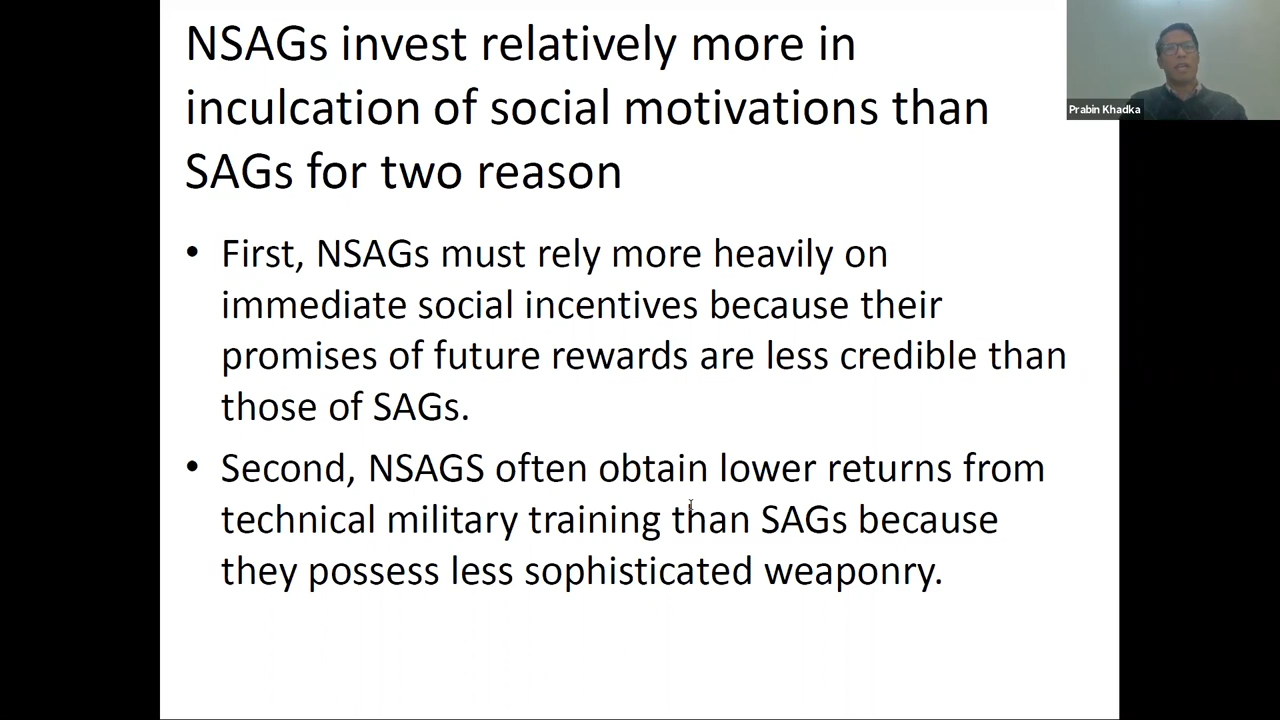 NSAGs invest relatively more in
inculcation of social motivations than
SAGs for two reason
Prabin Khadka
• First, NSAGs must rely more heavily on
immediate social incentives because their
promises of future rewards are less credible than
those of SAGs.
• Second, NSAGS often obtain lower returns from
technical military training than SAGs because
they possess less sophisticated weaponry.